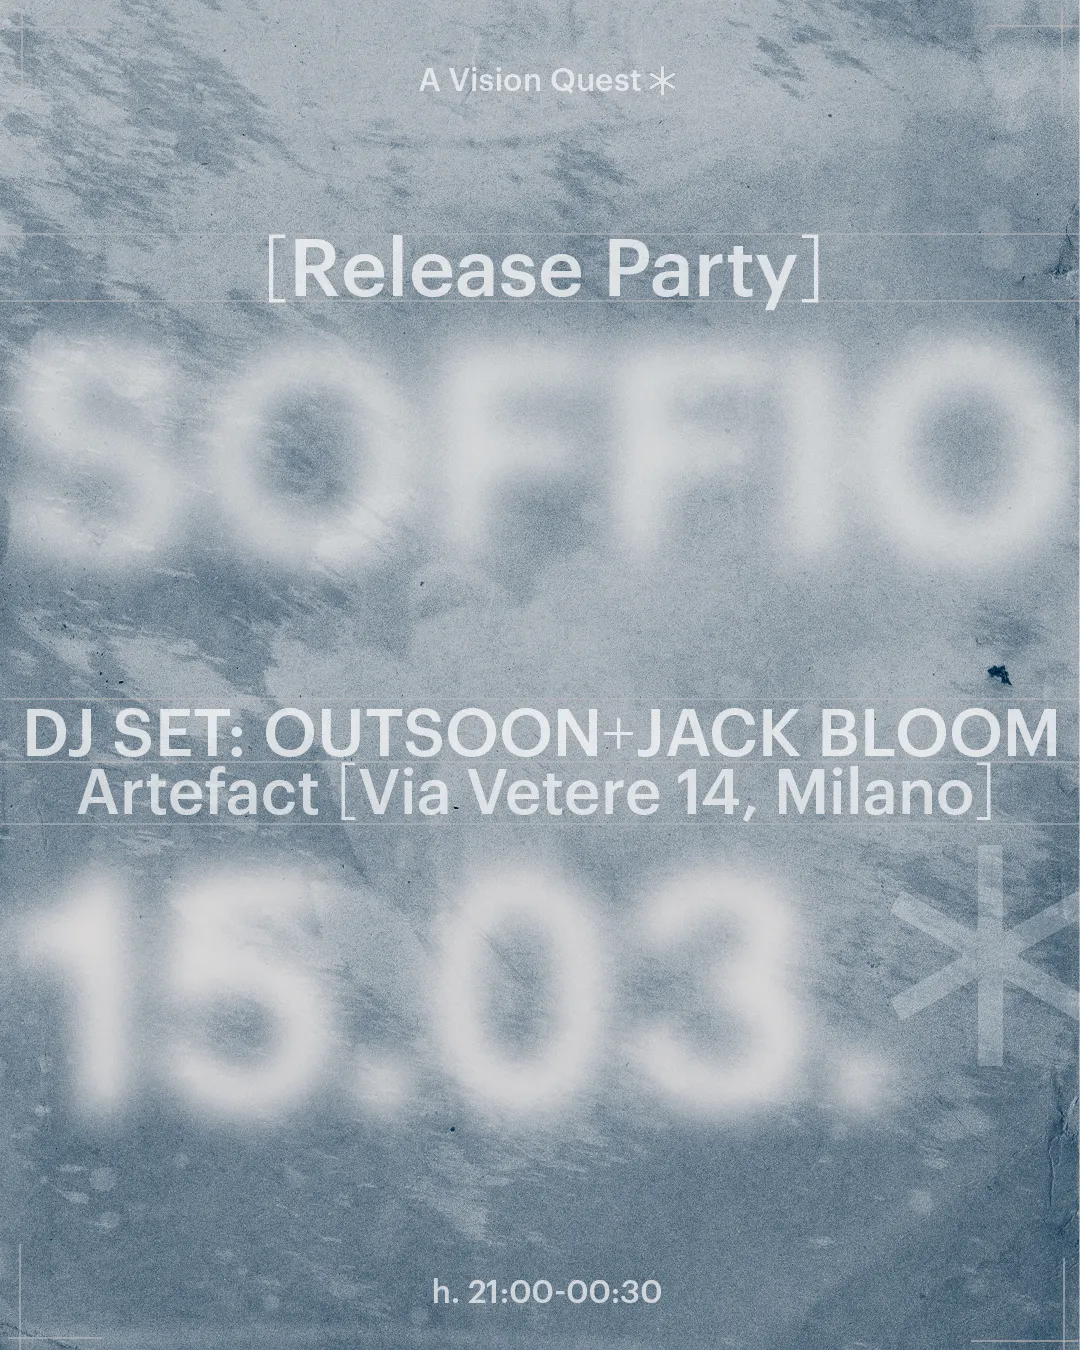 A Vision Quest*
[Release Party]
SOFFIO
DJ SET: OUTSOON+JACK BLOOM
Artefact [Via Vetere 14, Milano]
15.03.*
h. 21:00-00:30